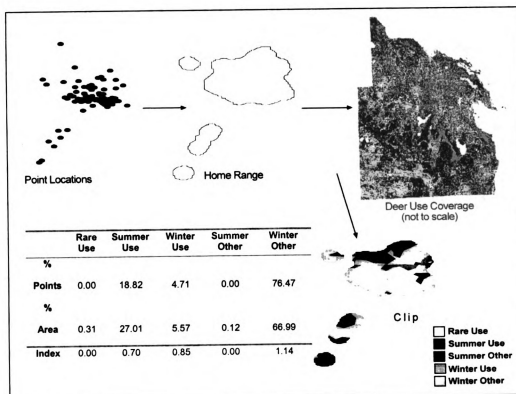 Point Locations
Home Range
Deer Use Coverage
(not to scale)
Rare Use Summer Use Winter Use Summer Other Winter Other
%
Points 0.00 18.82 4.71 0.00 76.47
%
Area 0.31 27.01 5.57 0.12 66.99
Index 0.00 0.70 0.85 0.00 1.14
Clip
Rare Use
Summer Use
Summer Other
Winter Use
Winter Other